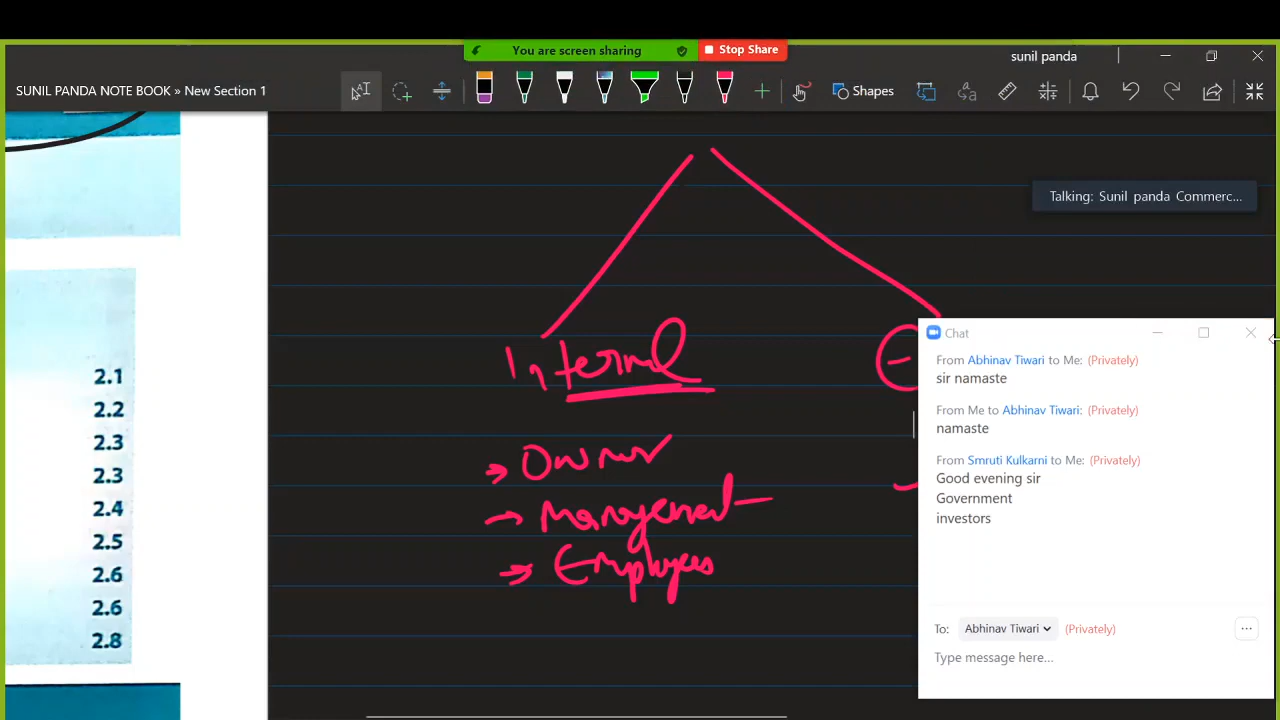 You are screen sharing
Stop Share
sunil panda
SUNIL PANDA NOTE BOOK » New Section 1
Shapes
Talking: Sunil panda Commerc...
Internal
→ Owner
→ Management
→ Employees
2.1
2.2
2.3
2.3
2.4
2.5
2.6
2.6
2.8
Chat
From Abhinav Tiwari to Me: (Privately)
sir namaste
From Me to Abhinav Tiwari: (Privately)
namaste
From Smruti Kulkarni to Me: (Privately)
Good evening sir
Government
investors
To: Abhinav Tiwari (Privately)
...
Type message here...